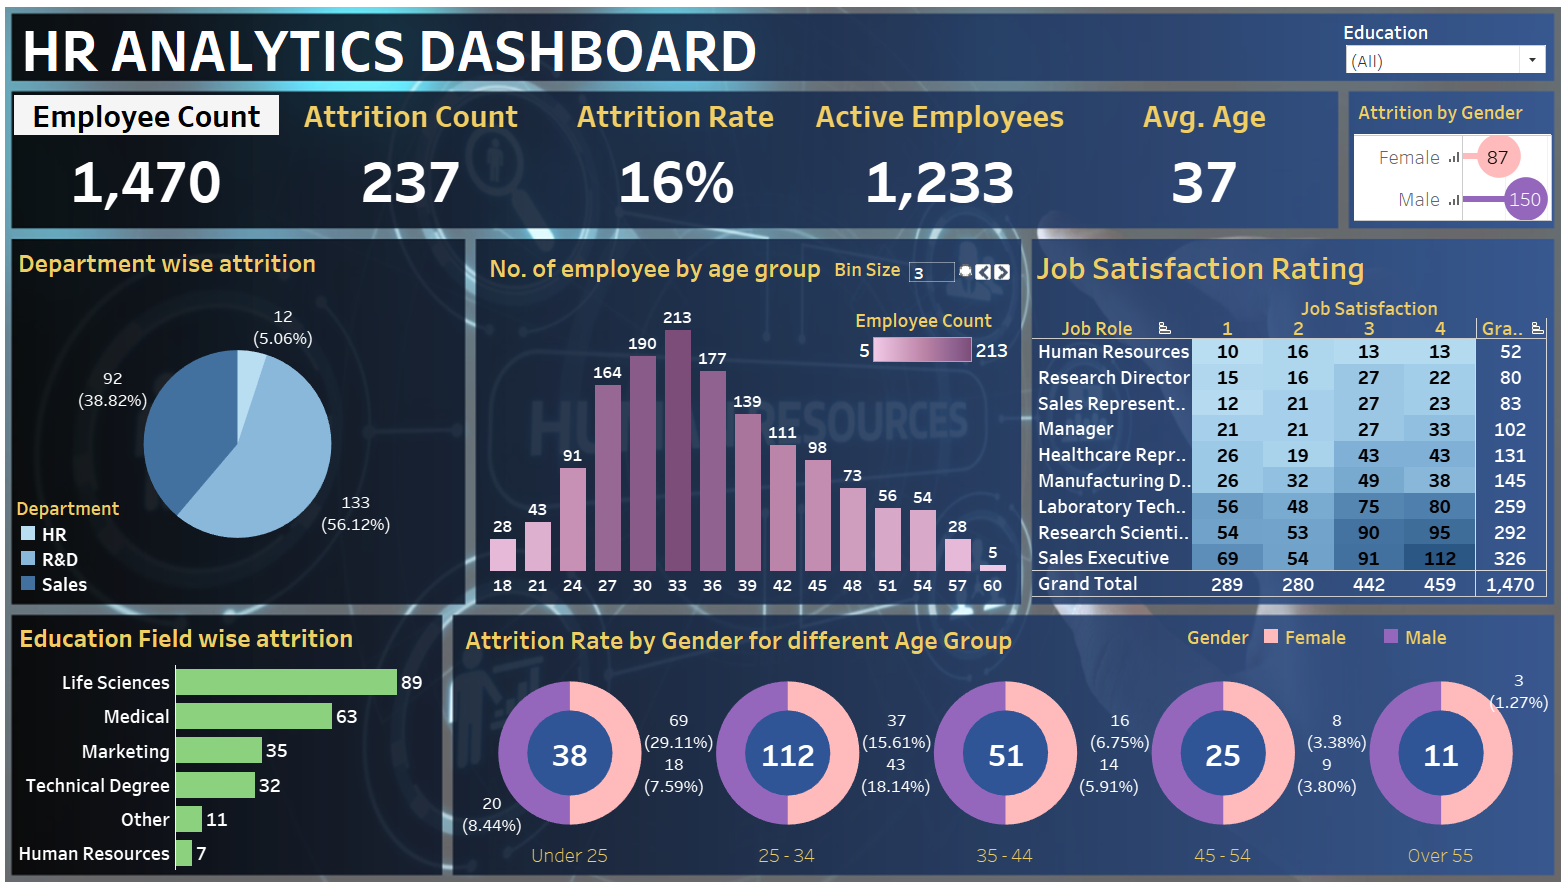 HR ANALYTICS DASHBOARD
Education
(All)
Employee Count
1,470
Attrition Count
237
Attrition Rate
16%
Active Employees
1,233
Avg. Age
37
Attrition by Gender
Female 87
Male 150
Department wise attrition
12
(5.06%)
92
(38.82%)
133
(56.12%)
Department
HR
R&D
Sales
No. of employee by age group
Bin Size 3
Employee Count
5 213
28 43 91 164 190 213 177 139 111 98 73 56 54 28 5
18 21 24 27 30 33 36 39 42 45 48 51 54 57 60
HUMAN RESOURCES
Job Satisfaction Rating
Job Satisfaction
Job Role 1 2 3 4 Gra..
Human Resources 10 16 13 13 52
Research Director 15 16 27 22 80
Sales Represent.. 12 21 27 23 83
Manager 21 21 27 33 102
Healthcare Repr.. 26 19 43 43 131
Manufacturing D.. 26 32 49 38 145
Laboratory Tech.. 56 48 75 80 259
Research Scienti.. 54 53 90 95 292
Sales Executive 69 54 91 112 326
Grand Total 289 280 442 459 1,470
Education Field wise attrition
Life Sciences 89
Medical 63
Marketing 35
Technical Degree 32
Other 11
Human Resources 7
Attrition Rate by Gender for different Age Group
Gender Female Male
38
20
(8.44%)
18
(7.59%)
Under 25
112
69
(29.11%)
43
(18.14%)
25 - 34
51
37
(15.61%)
14
(5.91%)
35 - 44
25
16
(6.75%)
9
(3.80%)
45 - 54
11
8
(3.38%)
3
(1.27%)
Over 55